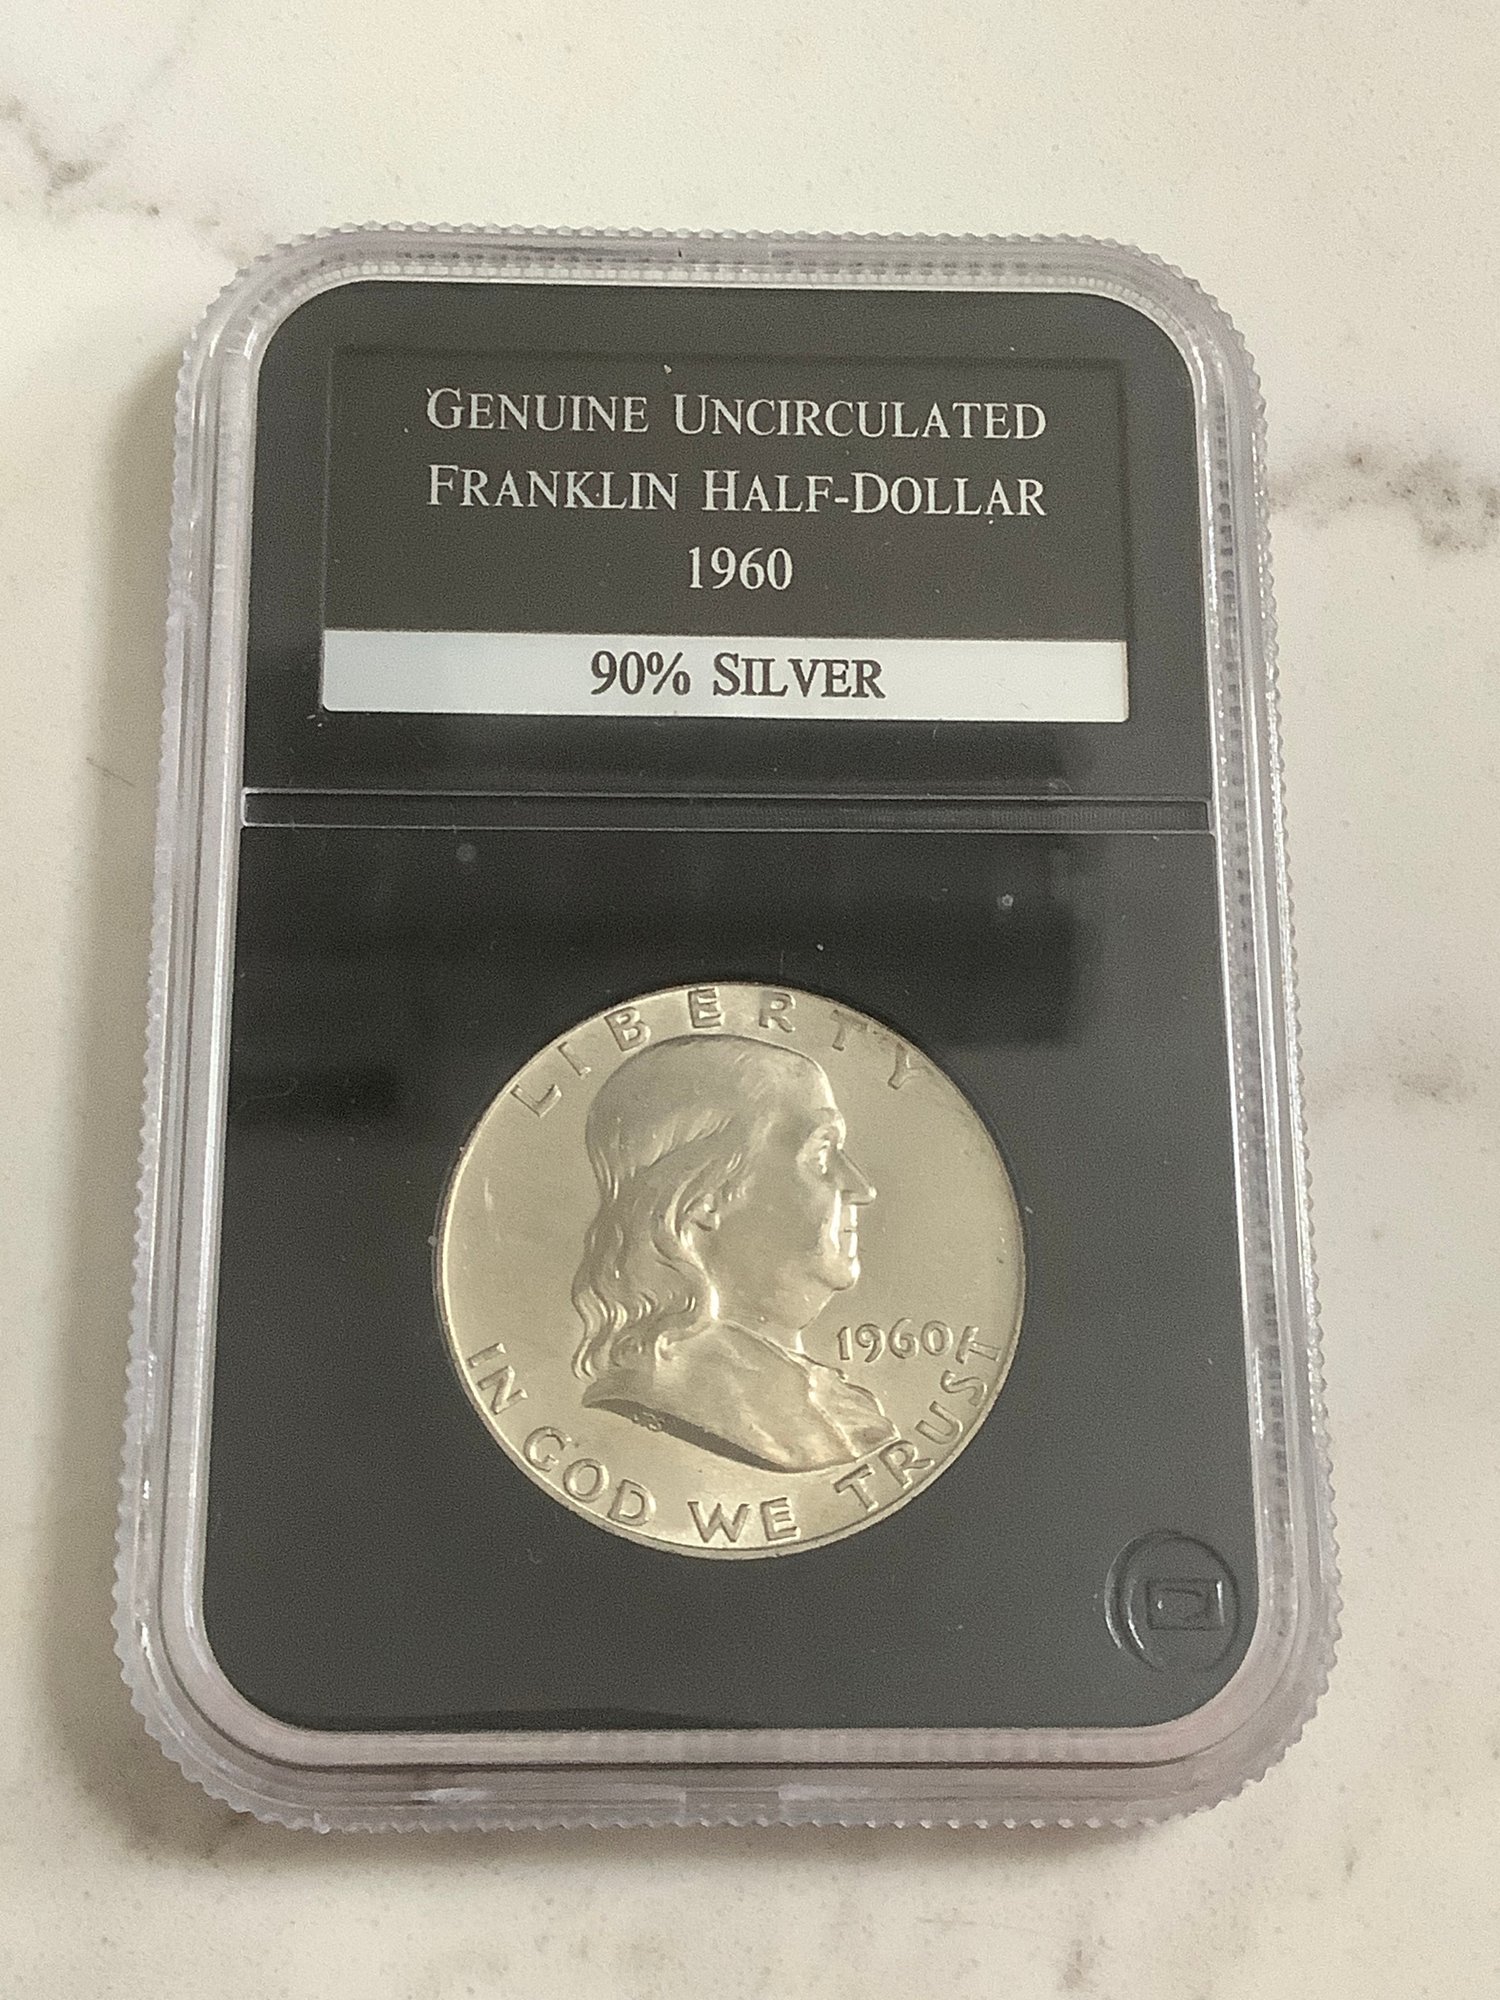 GENUINE UNCIRCULATED
FRANKLIN HALF-DOLLAR
1960
90% SILVER
LIBERTY
1960
IN GOD WE TRUST